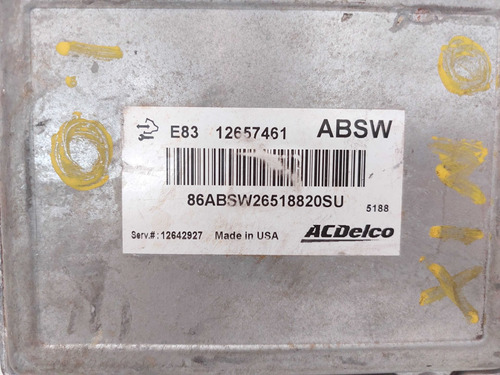 E83 12657461 ABSW
86ABSW26518820SU
5188
Serv.#: 12642927 Made in USA ACDelco